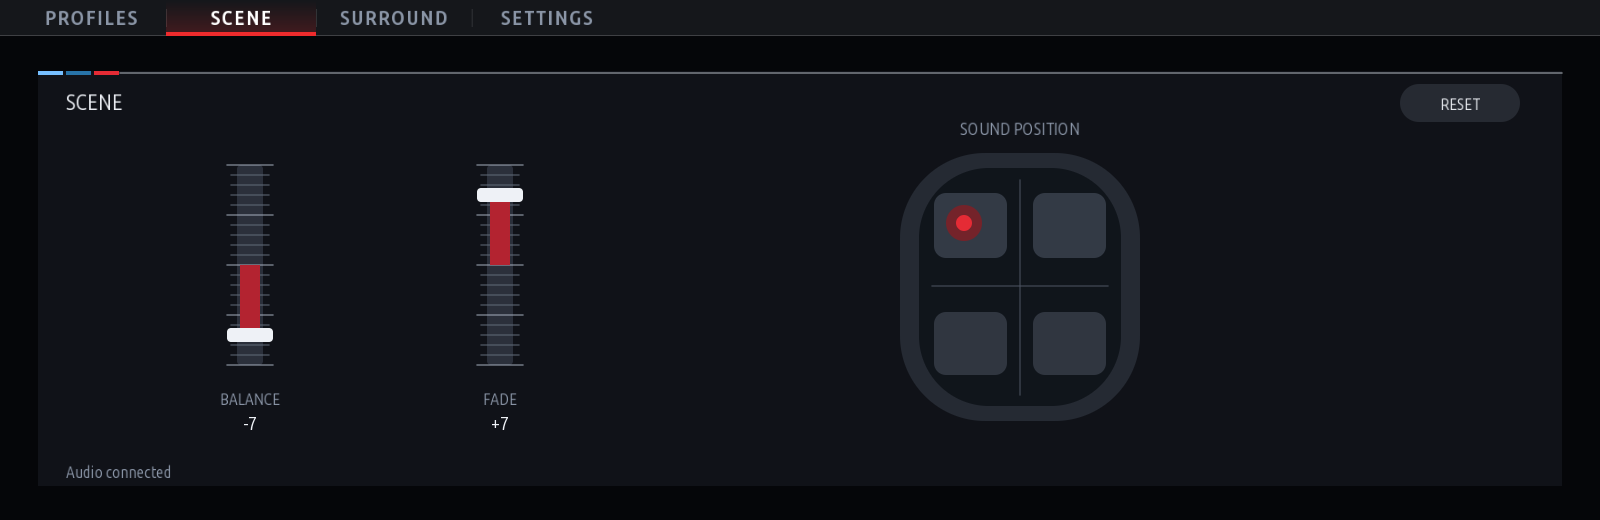 PROFILES
SCENE
SURROUND
SETTINGS
SCENE
RESET
SOUND POSITION
BALANCE
-7
FADE
+7
Audio connected